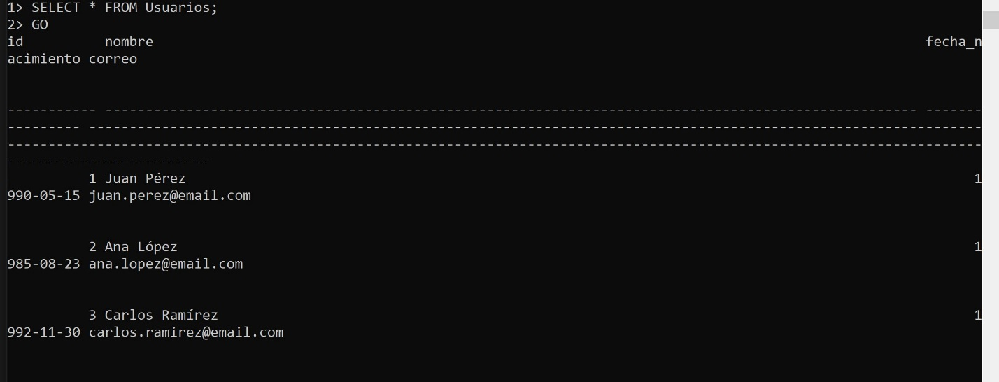 1> SELECT * FROM Usuarios;
2> GO
id          nombre                                                                                               fecha_n
acimiento correo
----------- ---------------------------------------------------------------------------------------------------- -------
--------- --------------------------------------------------------------------------------------------------------------
------------------------------------------------------------------------------------------------------------------------
-------------------------
          1 Juan Pérez                                                                                                 1
990-05-15 juan.perez@email.com
          2 Ana López                                                                                                  1
985-08-23 ana.lopez@email.com
          3 Carlos Ramírez                                                                                             1
992-11-30 carlos.ramirez@email.com